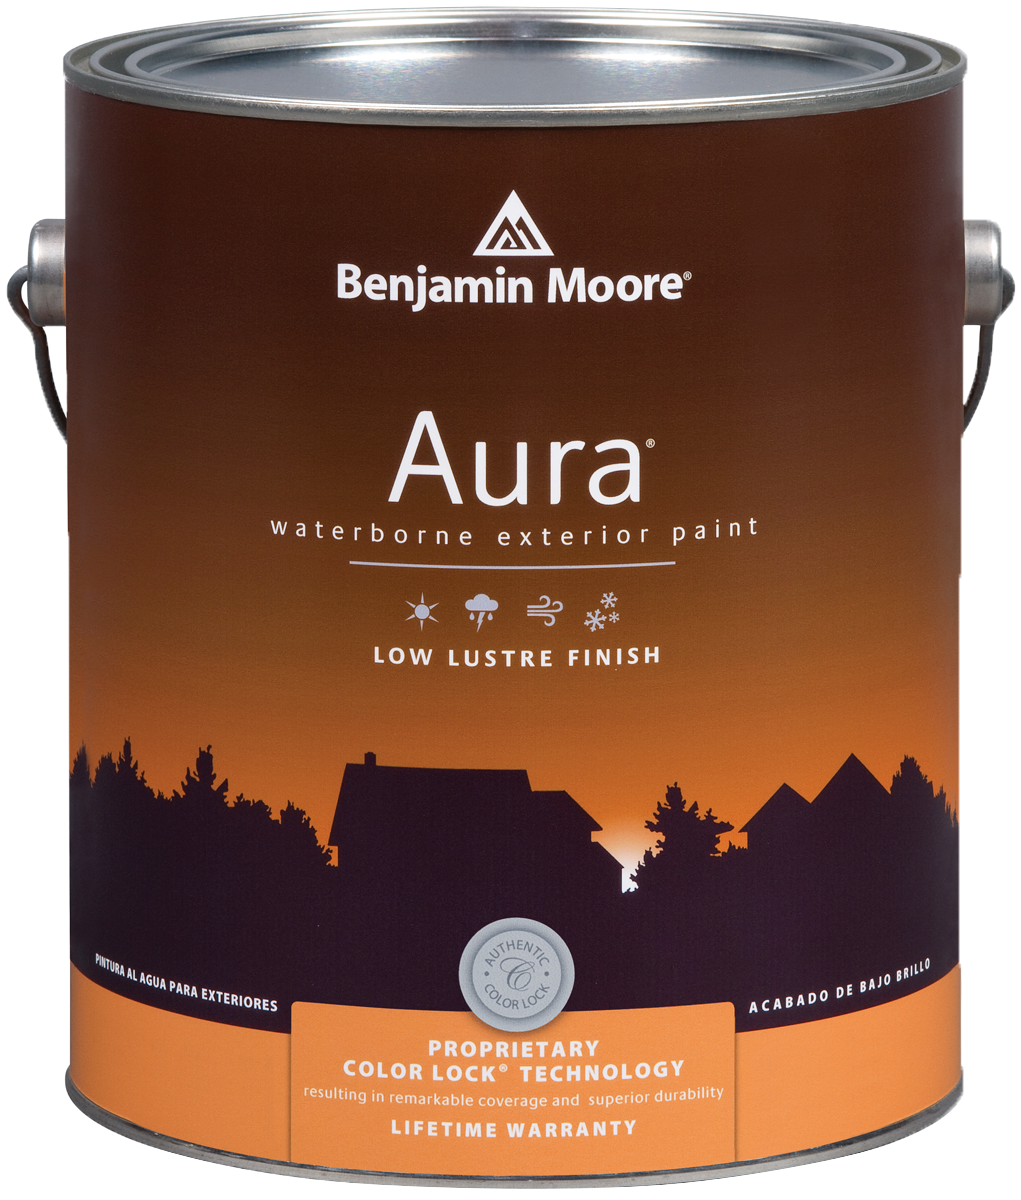 Benjamin Moore®
Aura®
waterborne exterior paint
LOW LUSTRE FINISH
PINTURA AL AGUA PARA EXTERIORES
ACABADO DE BAJO BRILLO
AUTHENTIC
C
COLOR LOCK
PROPRIETARY
COLOR LOCK® TECHNOLOGY
resulting in remarkable coverage and superior durability
LIFETIME WARRANTY